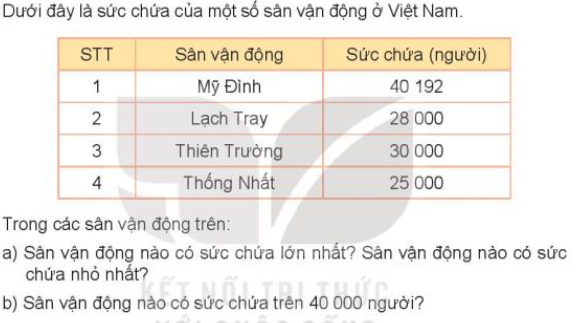 Dưới đây là sức chứa của một số sân vận động ở Việt Nam.
STT Sân vận động Sức chứa (người)
1 Mỹ Đình 40 192
2 Lạch Tray 28 000
3 Thiên Trường 30 000
4 Thống Nhất 25 000
Trong các sân vận động trên:
a) Sân vận động nào có sức chứa lớn nhất? Sân vận động nào có sức
chứa nhỏ nhất?
KẾT NỐI TRI THỨC
b) Sân vận động nào có sức chứa trên 40 000 người?